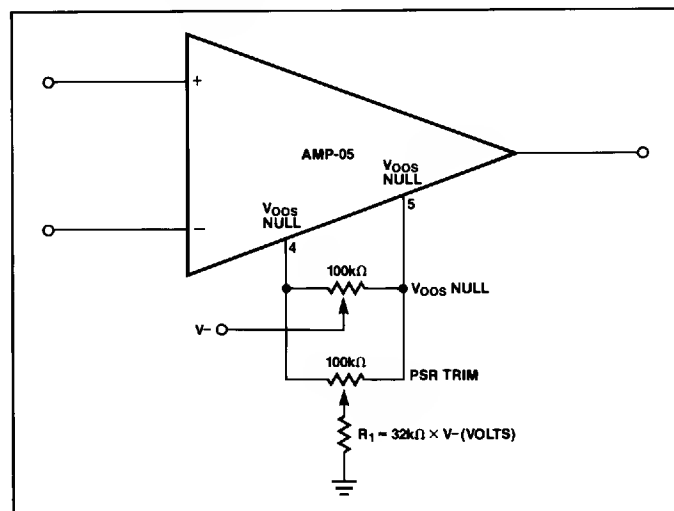 +
AMP-05
VOOS
NULL
5
VOOS
NULL
4
−
100kΩ
VOOS NULL
V− 
100kΩ
PSR TRIM
R1 = 32kΩ × V−(VOLTS)